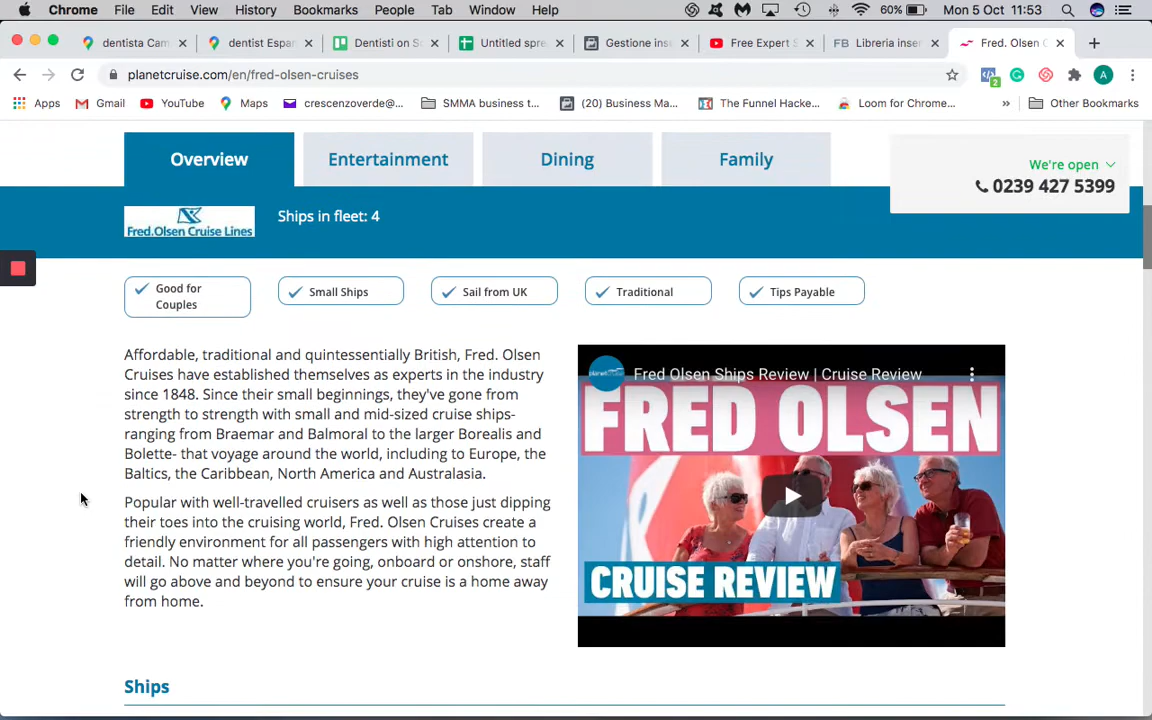 Chrome File Edit View History Bookmarks People Tab Window Help 60% Mon 5 Oct 11:53
dentista Cam dentist Espan Dentisti on S Untitled spre Gestione inse Free Expert S FB Libreria inser Fred. Olsen C
planetcruise.com/en/fred-olsen-cruises 2 A
Apps Gmail YouTube Maps crescenzoverde@... SMMA business t... (20) Business Ma... The Funnel Hacke... Loom for Chrome... » Other Bookmarks
Overview Entertainment Dining Family
We're open
0239 427 5399
Fred.Olsen Cruise Lines
Ships in fleet: 4
Good for
Couples
Small Ships
Sail from UK
Traditional
Tips Payable
Affordable, traditional and quintessentially British, Fred. Olsen
Cruises have established themselves as experts in the industry
since 1848. Since their small beginnings, they've gone from
strength to strength with small and mid-sized cruise ships-
ranging from Braemar and Balmoral to the larger Borealis and
Bolette- that voyage around the world, including to Europe, the
Baltics, the Caribbean, North America and Australasia.
Popular with well-travelled cruisers as well as those just dipping
their toes into the cruising world, Fred. Olsen Cruises create a
friendly environment for all passengers with high attention to
detail. No matter where you're going, onboard or onshore, staff
will go above and beyond to ensure your cruise is a home away
from home.
planetcruise
Fred Olsen Ships Review | Cruise Review
FRED OLSEN
CRUISE REVIEW
Ships